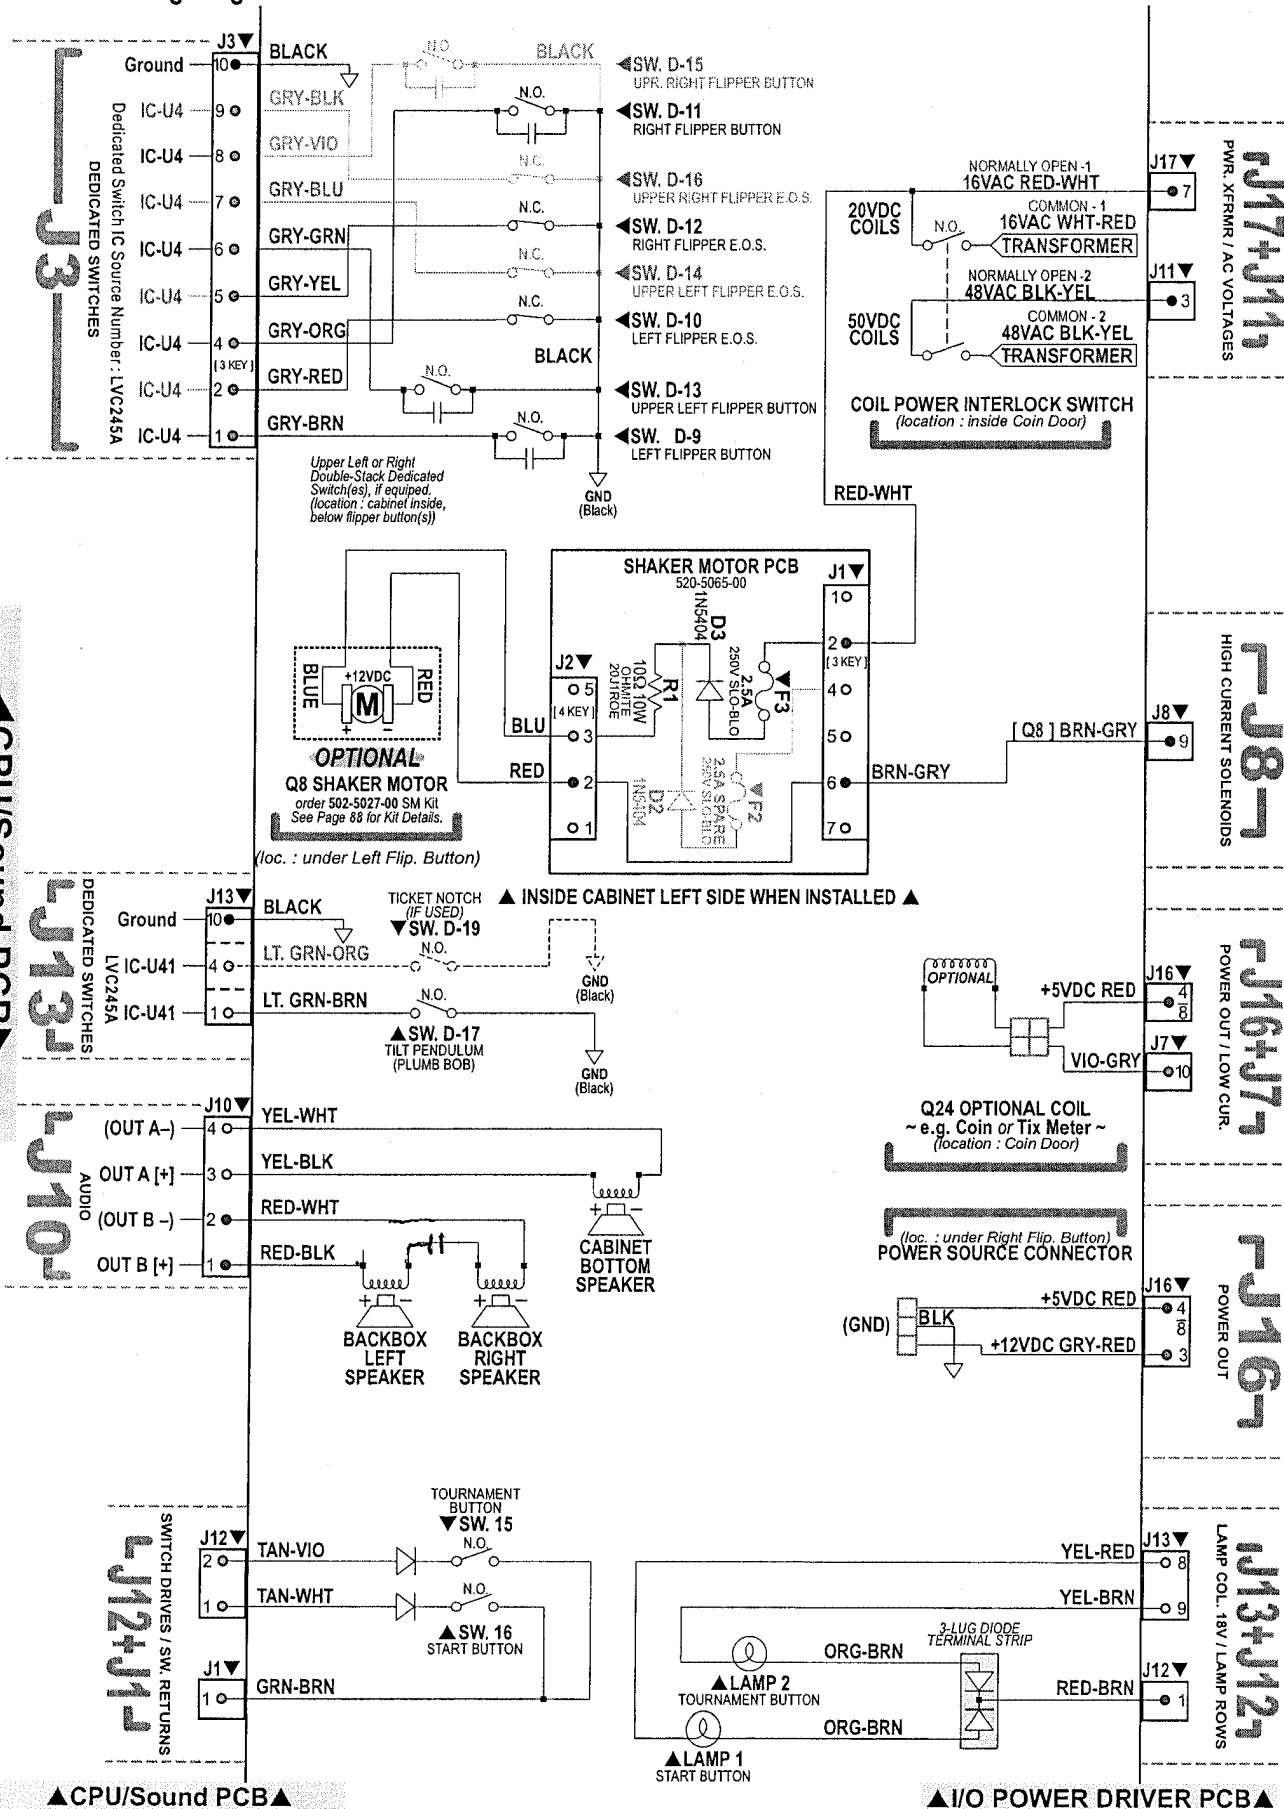 J3▼
Ground
10
BLACK
IC-U4
9
GRY-BLK
IC-U4
8
GRY-VIO
IC-U4
7
GRY-BLU
IC-U4
6
GRY-GRN
IC-U4
5
GRY-YEL
IC-U4
4
GRY-ORG
[3 KEY]
IC-U4
2
GRY-RED
IC-U4
1
GRY-BRN
J3
DEDICATED SWITCHES
Dedicated Switch IC Source Number : LVC245A
N.O.
BLACK
◀SW. D-15
UPR. RIGHT FLIPPER BUTTON
N.O.
◀SW. D-11
RIGHT FLIPPER BUTTON
N.C.
◀SW. D-16
UPPER RIGHT FLIPPER E.O.S.
N.C.
◀SW. D-12
RIGHT FLIPPER E.O.S.
N.C.
◀SW. D-14
UPPER LEFT FLIPPER E.O.S.
N.C.
◀SW. D-10
LEFT FLIPPER E.O.S.
BLACK
N.O.
◀SW. D-13
UPPER LEFT FLIPPER BUTTON
N.O.
◀SW. D-9
LEFT FLIPPER BUTTON
GND
(Black)
Upper Left or Right
Double-Stack Dedicated
Switch(es), if equiped.
(location : cabinet inside,
below flipper button(s))
J17+J11
PWR. XFRMR / AC VOLTAGES
J17▼
7
NORMALLY OPEN -1
16VAC RED-WHT
20VDC
COILS
N.O.
COMMON - 1
16VAC WHT-RED
TRANSFORMER
J11▼
3
NORMALLY OPEN -2
48VAC BLK-YEL
50VDC
COILS
COMMON - 2
48VAC BLK-YEL
TRANSFORMER
COIL POWER INTERLOCK SWITCH
(location : inside Coin Door)
RED-WHT
SHAKER MOTOR PCB
520-5065-00
J1▼
1
2
[3 KEY]
4
5
6
7
J2▼
5
[4 KEY]
3
2
1
10Ω 10W
OHMITE
20J1ROE
R1
1N5404
D3
250V SLO-BLO
2.5A
▼F3
1N5404
D2
250V SLO-BLO
2.5A SPARE
▼F2
BLU
RED
BLUE
+12VDC
M
+ −
RED
OPTIONAL
Q8 SHAKER MOTOR
order 502-5027-00 SM Kit
See Page 88 for Kit Details.
(loc. : under Left Flip. Button)
▲ INSIDE CABINET LEFT SIDE WHEN INSTALLED ▲
BRN-GRY
[ Q8 ] BRN-GRY
J8▼
9
HIGH CURRENT SOLENOIDS
J8
▲CPU/Sound PCB▲
J13
DEDICATED SWITCHES
LVC245A
J13▼
Ground
10
BLACK
IC-U41
4
LT. GRN-ORG
IC-U41
1
LT. GRN-BRN
TICKET NOTCH
(IF USED)
▼SW. D-19
N.O.
GND
(Black)
N.O.
▲SW. D-17
TILT PENDULUM
(PLUMB BOB)
GND
(Black)
OPTIONAL
+5VDC RED
J16▼
4
8
VIO-GRY
J7▼
10
J16+J7
POWER OUT / LOW CUR.
Q24 OPTIONAL COIL
~ e.g. Coin or Tix Meter ~
(location : Coin Door)
J10
AUDIO
J10▼
(OUT A–)
4
YEL-WHT
OUT A [+]
3
YEL-BLK
(OUT B –)
2
RED-WHT
OUT B [+]
1
RED-BLK
+ −
BACKBOX
LEFT
SPEAKER
+ −
BACKBOX
RIGHT
SPEAKER
+ −
CABINET
BOTTOM
SPEAKER
(loc. : under Right Flip. Button)
POWER SOURCE CONNECTOR
(GND)
BLK
+5VDC RED
+12VDC GRY-RED
J16▼
4
8
3
POWER OUT
J16
J12+J1
SWITCH DRIVES / SW. RETURNS
J12▼
2
TAN-VIO
1
TAN-WHT
J1▼
1
GRN-BRN
TOURNAMENT
BUTTON
▼SW. 15
N.O.
N.O.
▲SW. 16
START BUTTON
YEL-RED
YEL-BRN
J13▼
8
9
3-LUG DIODE
TERMINAL STRIP
ORG-BRN
▲LAMP 2
TOURNAMENT BUTTON
ORG-BRN
▲LAMP 1
START BUTTON
RED-BRN
J12▼
1
LAMP COL. 18V / LAMP ROWS
J13+J12
▲CPU/Sound PCB▲
▲I/O POWER DRIVER PCB▲